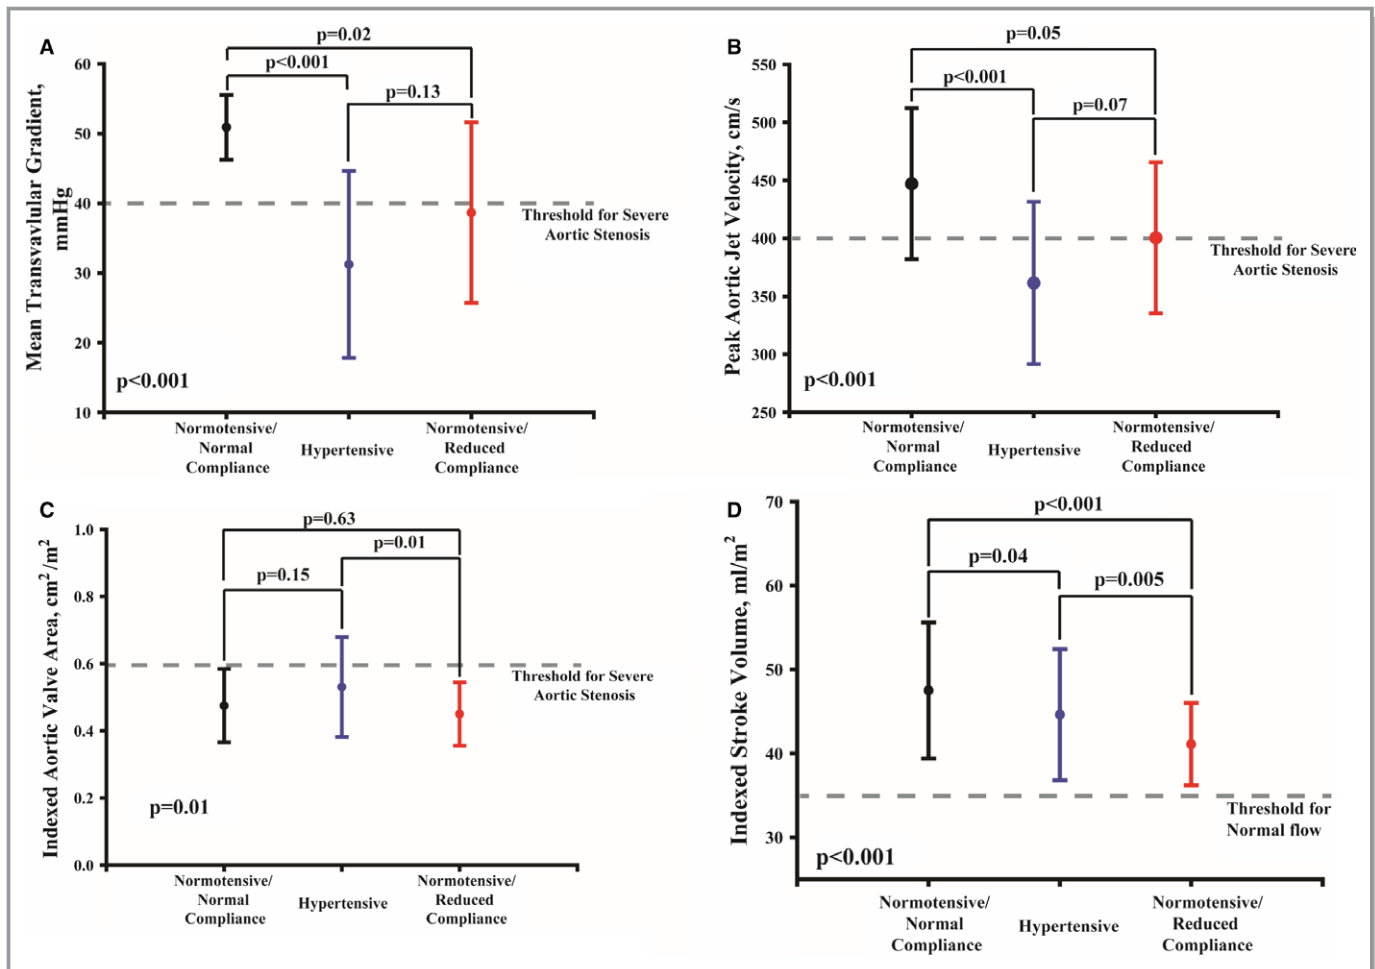 A
p=0.02
p<0.001
p=0.13
60
50
40
30
20
10
Mean Transvavlular Gradient,
mmHg
Threshold for Severe
Aortic Stenosis
p<0.001
Normotensive/
Normal
Compliance
Hypertensive
Normotensive/
Reduced
Compliance
B
p=0.05
p<0.001
p=0.07
550
500
450
400
350
300
250
Peak Aortic Jet Velocity, cm/s
Threshold for Severe
Aortic Stenosis
p<0.001
Normotensive/
Normal
Compliance
Hypertensive
Normotensive/
Reduced
Compliance
C
p=0.63
p=0.01
p=0.15
1.0
0.8
0.6
0.4
0.2
0.0
Indexed Aortic Valve Area, cm²/m²
Threshold for Severe
Aortic Stenosis
p=0.01
Normotensive/
Normal
Compliance
Hypertensive
Normotensive/
Reduced
Compliance
D
p<0.001
p=0.04
p=0.005
70
60
50
40
30
Indexed Stroke Volume, ml/m²
Threshold for
Normal flow
p<0.001
Normotensive/
Normal
Compliance
Hypertensive
Normotensive/
Reduced
Compliance